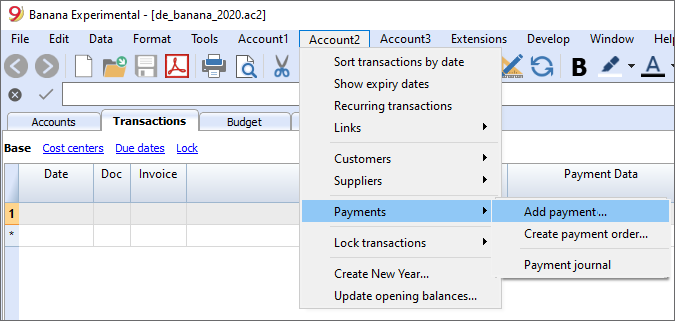 9 Banana Experimental - [de_banana_2020.ac2]
File Edit Data Format Tools Account1 Account2 Account3 Extensions Develop Window Help
PDF B A
Accounts Transactions Budget
Base Cost centers Due dates Lock
Date Doc Invoice Payment Data
1
*
Sort transactions by date
Show expiry dates
Recurring transactions
Links
Customers
Suppliers
Payments
Lock transactions
Create New Year...
Update opening balances...
Add payment ...
Create payment order...
Payment journal